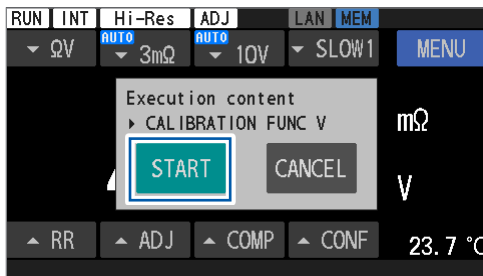 RUN INT Hi-Res ADJ LAN MEM
ΩV AUTO 3mΩ AUTO 10V SLOW1 MENU
Execution content
CALIBRATION FUNC V
mΩ
START CANCEL
V
RR ADJ COMP CONF 23.7 °C